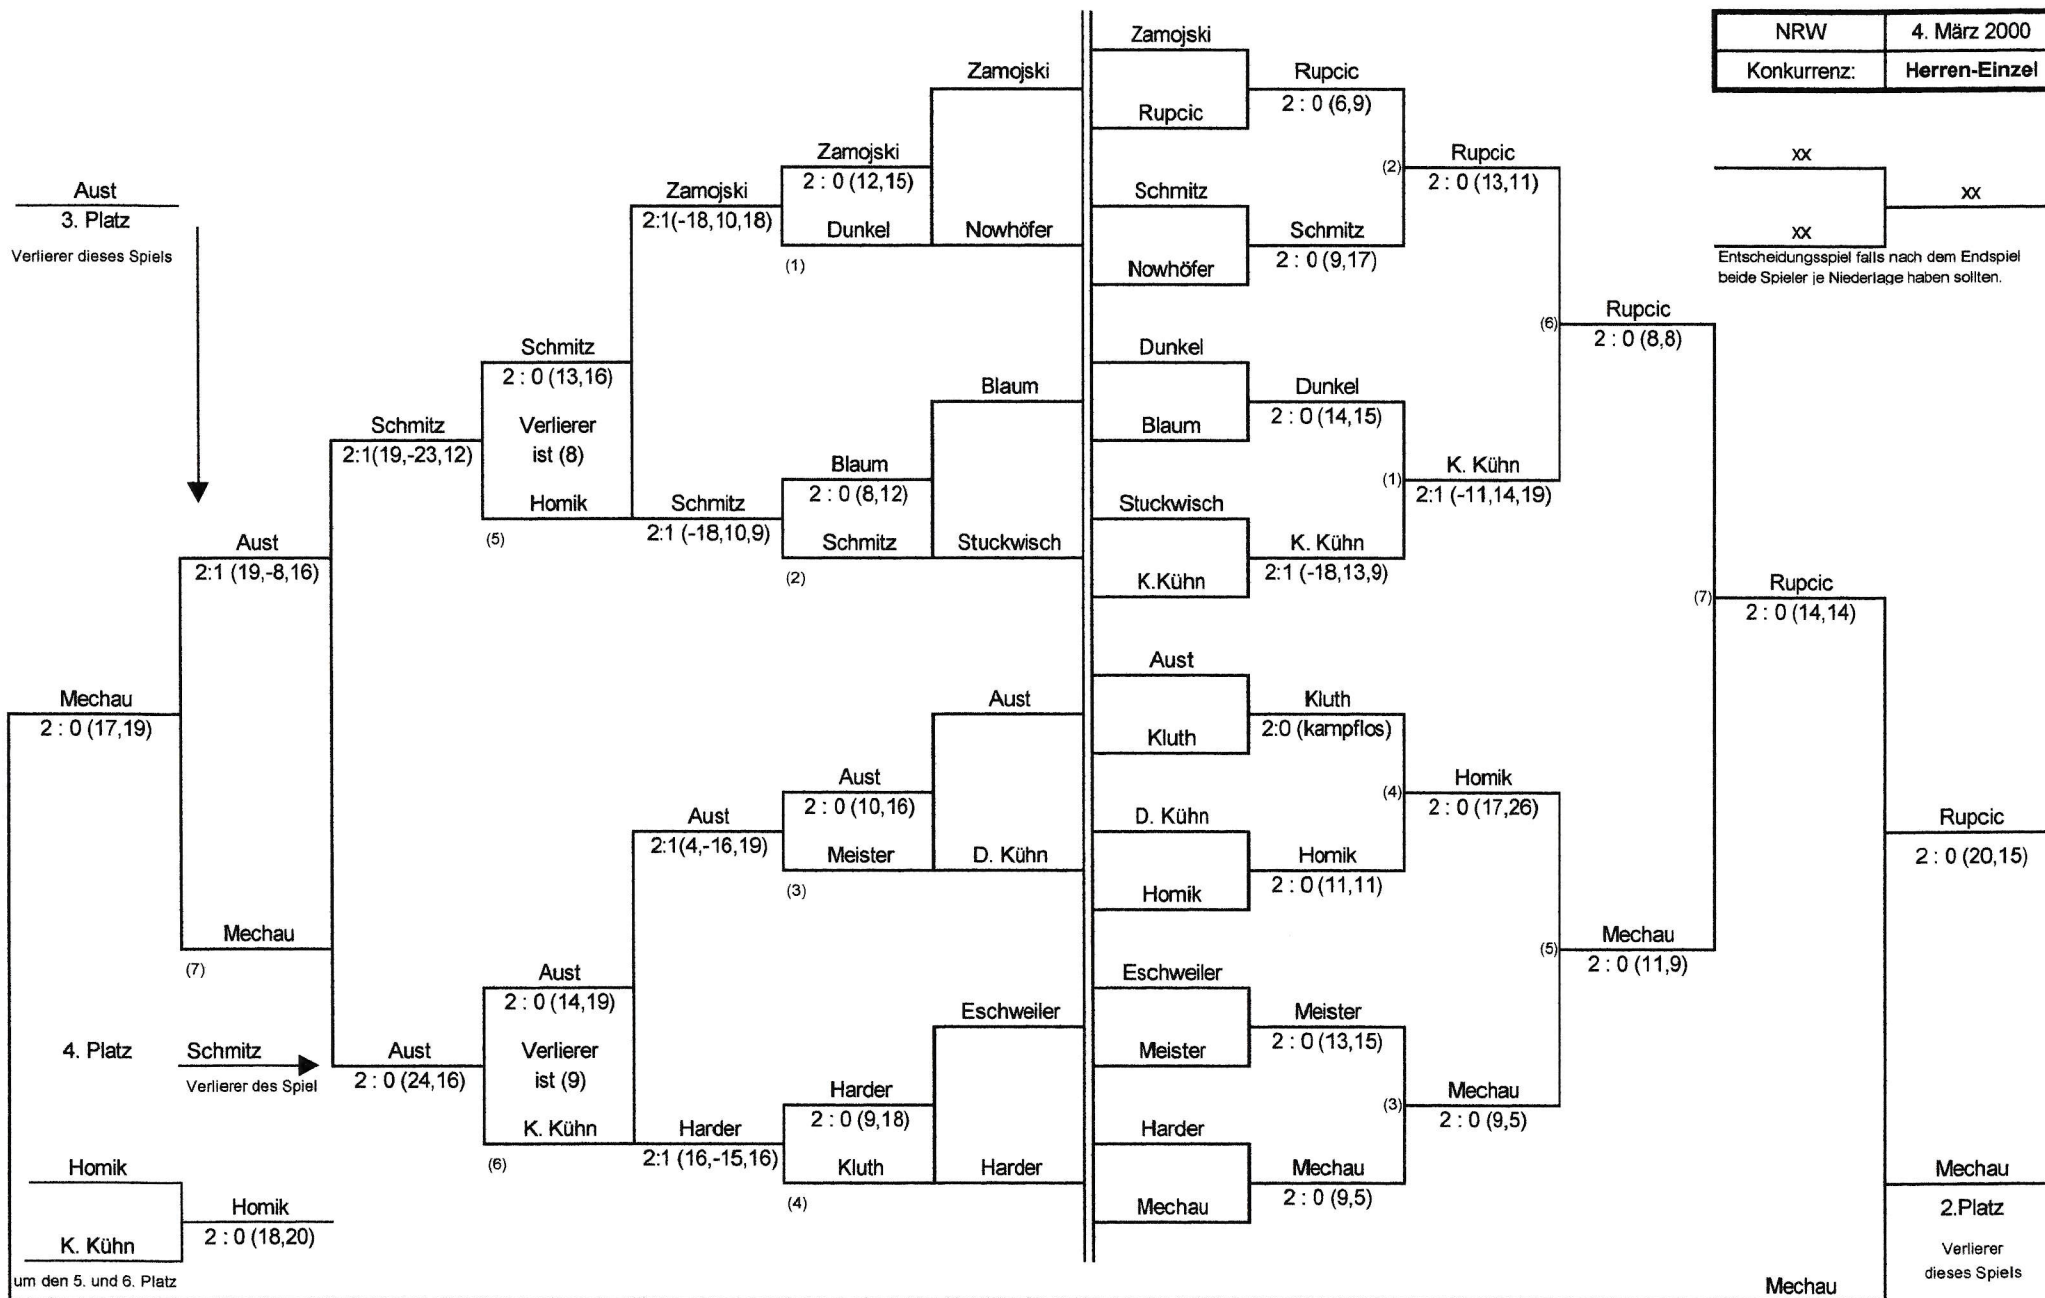 NRW 4. März 2000
Konkurrenz: Herren-Einzel
Aust
3. Platz
Verlierer dieses Spiels
Mechau
2 : 0 (17,19)
4. Platz
Schmitz
Verlierer des Spiel
Homik
K. Kühn
um den 5. und 6. Platz
Homik
2 : 0 (18,20)
Aust
2:1 (19,-8,16)
Mechau
(7)
Schmitz
2:1(19,-23,12)
Aust
2 : 0 (24,16)
Schmitz
2 : 0 (13,16)
Verlierer
ist (8)
Homik
(5)
Aust
2 : 0 (14,19)
Verlierer
ist (9)
K. Kühn
(6)
Zamojski
2:1(-18,10,18)
Schmitz
2:1 (-18,10,9)
Aust
2:1(4,-16,19)
Harder
2:1 (16,-15,16)
Zamojski
2 : 0 (12,15)
Dunkel
(1)
Blaum
2 : 0 (8,12)
Schmitz
(2)
Aust
2 : 0 (10,16)
Meister
(3)
Harder
2 : 0 (9,18)
Kluth
(4)
Zamojski
Nowhöfer
Blaum
Stuckwisch
Aust
D. Kühn
Eschweiler
Harder
Zamojski
Rupcic
Schmitz
Nowhöfer
Dunkel
Blaum
Stuckwisch
K.Kühn
Aust
Kluth
D. Kühn
Homik
Eschweiler
Meister
Harder
Mechau
Rupcic
2 : 0 (6,9)
Schmitz
2 : 0 (9,17)
Dunkel
2 : 0 (14,15)
K. Kühn
2:1 (-18,13,9)
Kluth
2:0 (kampflos)
Homik
2 : 0 (11,11)
Meister
2 : 0 (13,15)
Mechau
2 : 0 (9,5)
(2)
Rupcic
2 : 0 (13,11)
(1)
K. Kühn
2:1 (-11,14,19)
(4)
Homik
2 : 0 (17,26)
(3)
Mechau
2 : 0 (9,5)
(6)
Rupcic
2 : 0 (8,8)
(5)
Mechau
2 : 0 (11,9)
(7)
Rupcic
2 : 0 (14,14)
Mechau
Rupcic
2 : 0 (20,15)
Mechau
2.Platz
Verlierer
dieses Spiels
xx
xx
xx
Entscheidungsspiel falls nach dem Endspiel
beide Spieler je Niederlage haben sollten.